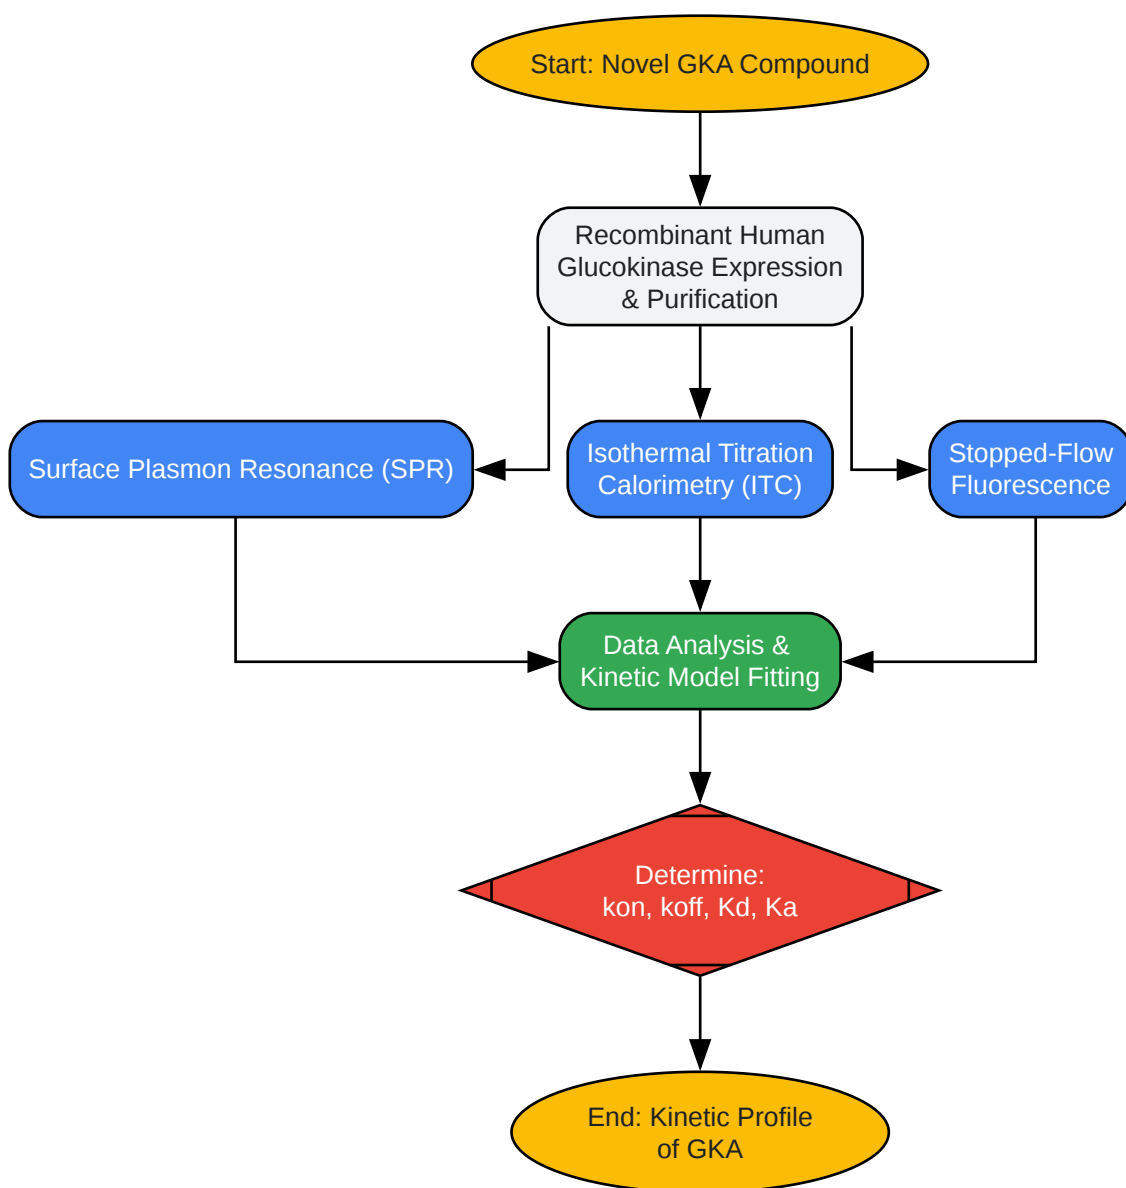 Start: Novel GKA Compound
Recombinant Human
Glucokinase Expression
& Purification
Surface Plasmon Resonance (SPR)
Isothermal Titration
Calorimetry (ITC)
Stopped-Flow
Fluorescence
Data Analysis &
Kinetic Model Fitting
Determine:
kon, koff, Kd, Ka
End: Kinetic Profile
of GKA